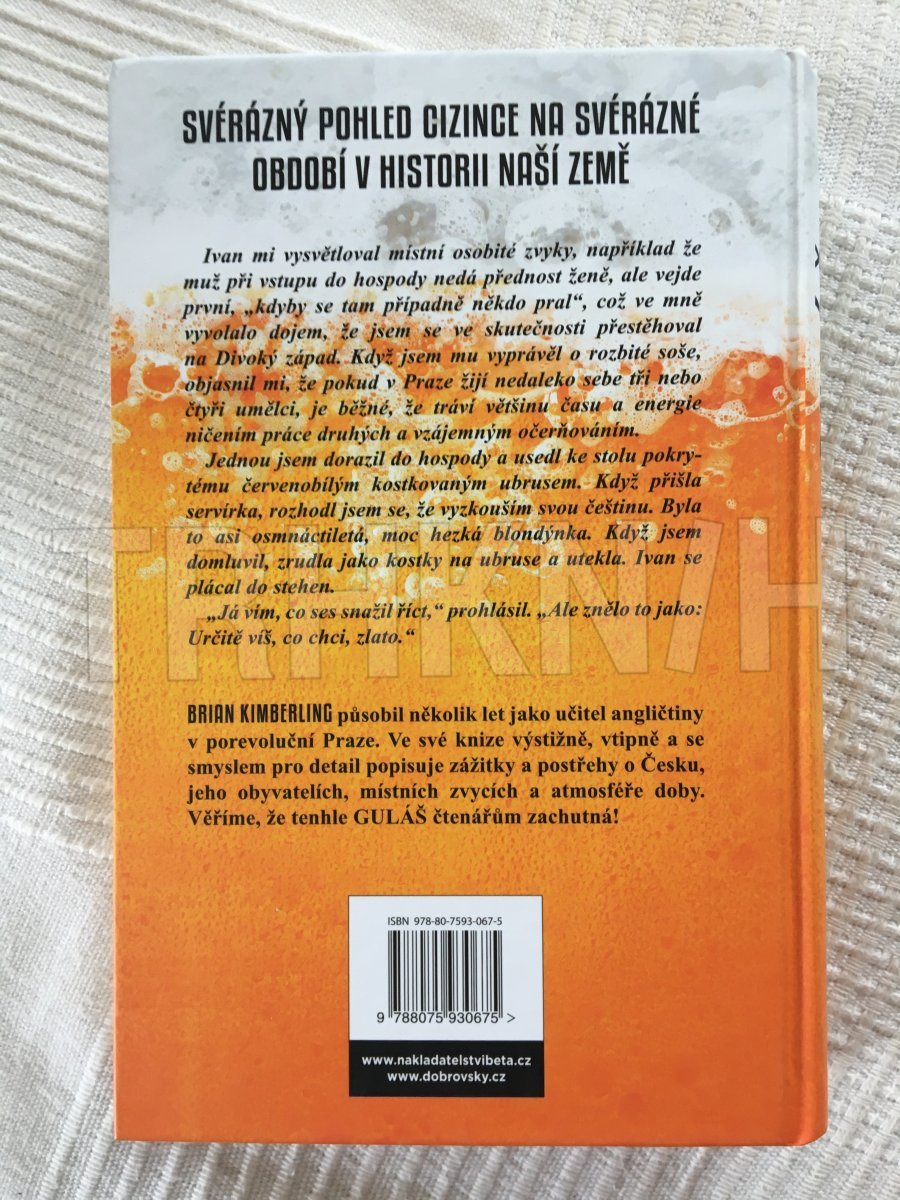 SVÉRÁZNÝ POHLED CIZINCE NA SVÉRÁZNÉ
OBDOBÍ V HISTORII NAŠÍ ZEMĚ
Ivan mi vysvětloval místní osobité zvyky, například že
muž při vstupu do hospody nedá přednost ženě, ale vejde
první, „kdyby se tam případně někdo pral“, což ve mně
vyvolalo dojem, že jsem se ve skutečnosti přestěhoval
na Divoký západ. Když jsem mu vyprávěl o rozbité soše,
objasnil mi, že pokud v Praze žijí nedaleko sebe tři nebo
čtyři umělci, je běžné, že tráví většinu času a energie
ničením práce druhých a vzájemným očerňováním.
Jednou jsem dorazil do hospody a usedl ke stolu pokry-
tému červenobílým kostkovaným ubrusem. Když přišla
servírka, rozhodl jsem se, že vyzkouším svou češtinu. Byla
to asi osmnáctiletá, moc hezká blondýnka. Když jsem
domluvil, zrudla jako kostky na ubruse a utekla. Ivan se
plácal do stehen.
„Já vím, co ses snažil říct,“ prohlásil. „Ale znělo to jako:
Určitě víš, co chci, zlato.“
BRIAN KIMBERLING působil několik let jako učitel angličtiny
v porevoluční Praze. Ve své knize výstižně, vtipně a se
smyslem pro detail popisuje zážitky a postřehy o Česku,
jeho obyvatelích, místních zvycích a atmosféře doby.
Věříme, že tenhle GULÁŠ čtenářům zachutná!
ISBN 978-80-7593-067-5
9 788075 930675 >
www.nakladatelstvibeta.cz
www.dobrovsky.cz